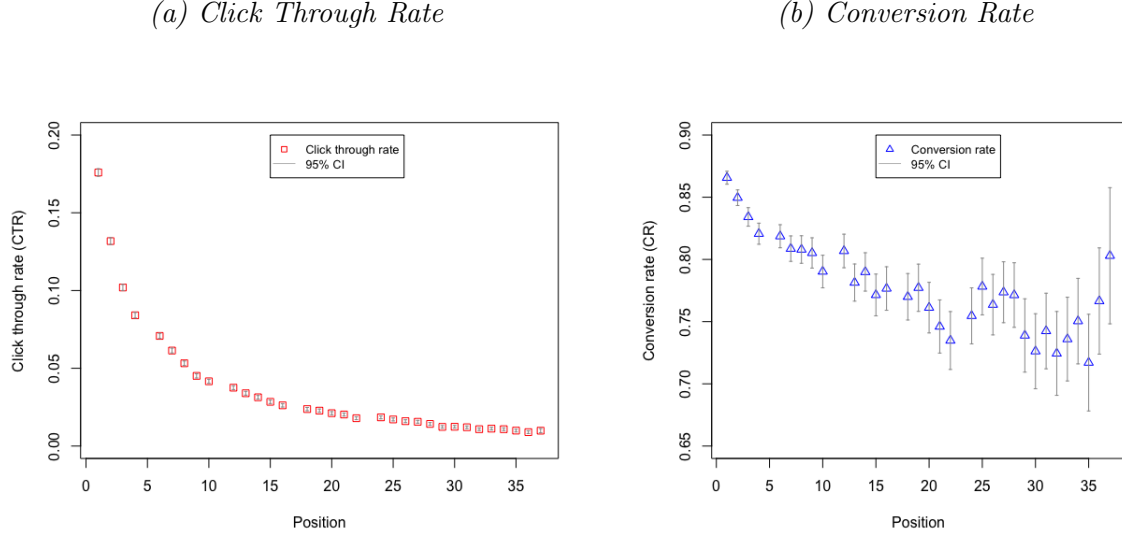 (a) Click Through Rate
(b) Conversion Rate
Click through rate
95% CI
Click through rate (CTR)
0.20
0.15
0.10
0.05
0.00
0 5 10 15 20 25 30 35
Position
Conversion rate
95% CI
Conversion rate (CR)
0.90
0.85
0.80
0.75
0.70
0.65
0 5 10 15 20 25 30 35
Position